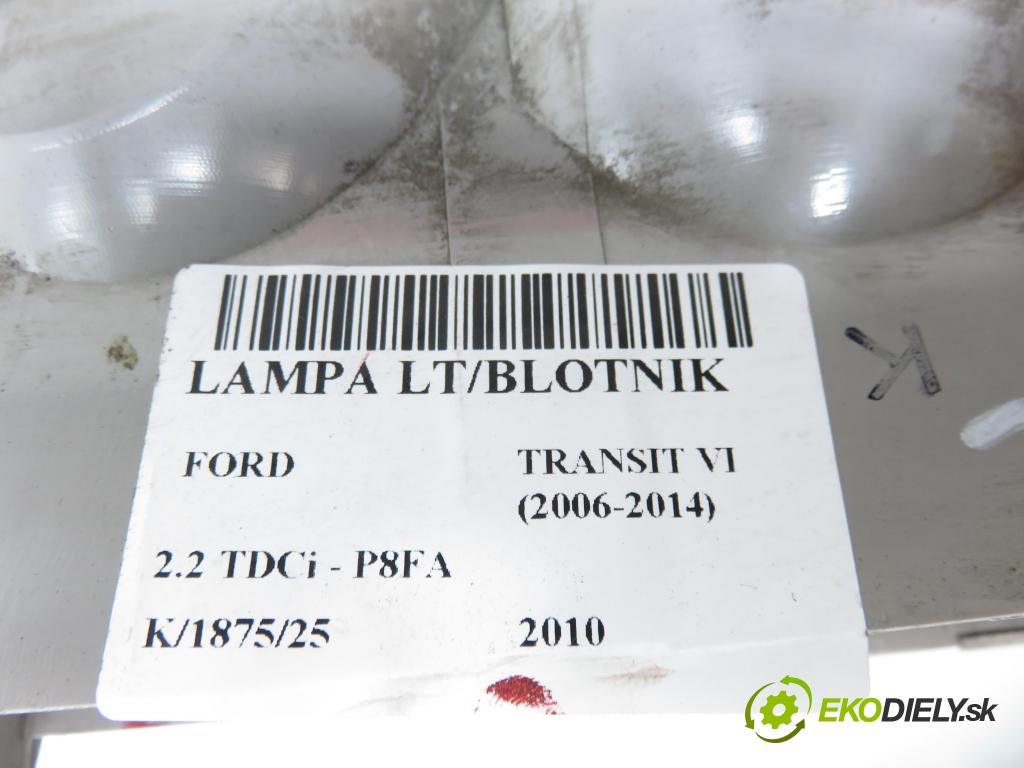 LAMPA LT/BLOTNIK
K
FORD TRANSIT VI
(2006-2014)
2.2 TDCi - P8FA
K/1875/25 2010
EKODIELY.sk